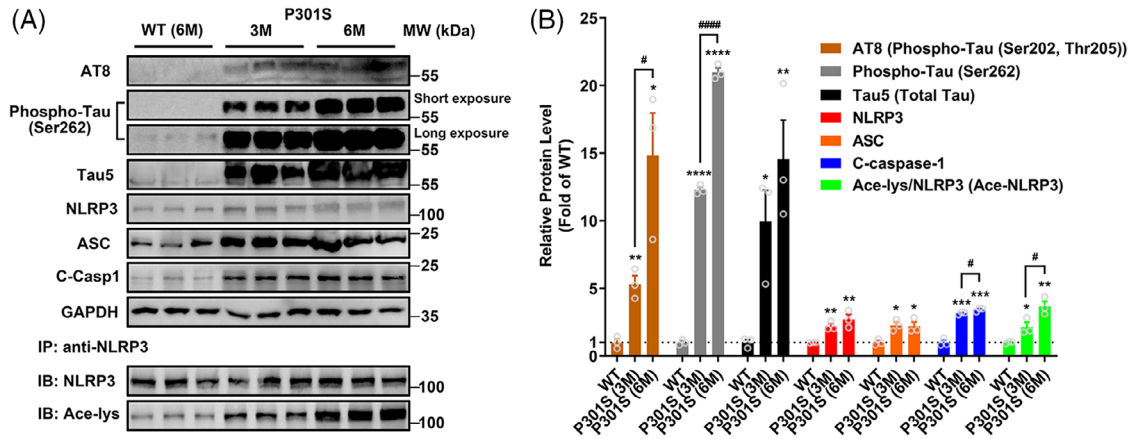 (A)
P301S
WT (6M) 3M 6M MW (kDa)
AT8
55
Phospho-Tau
(Ser262)
Short exposure
55
Long exposure
55
Tau5
55
NLRP3
100
ASC
25
C-Casp1
25
GAPDH
35
IP: anti-NLRP3
IB: NLRP3
100
IB: Ace-lys
100
(B)
Relative Protein Level
(Fold of WT)
25
20
15
10
5
1
0
#
**
*
####
****
****
*
**
**
**
*
*
#
***
***
#
*
**
AT8 (Phospho-Tau (Ser202, Thr205))
Phospho-Tau (Ser262)
Tau5 (Total Tau)
NLRP3
ASC
C-caspase-1
Ace-lys/NLRP3 (Ace-NLRP3)
WT
P301S (3M)
P301S (6M)
WT
P301S (3M)
P301S (6M)
WT
P301S (3M)
P301S (6M)
WT
P301S (3M)
P301S (6M)
WT
P301S (3M)
P301S (6M)
WT
P301S (3M)
P301S (6M)
WT
P301S (3M)
P301S (6M)